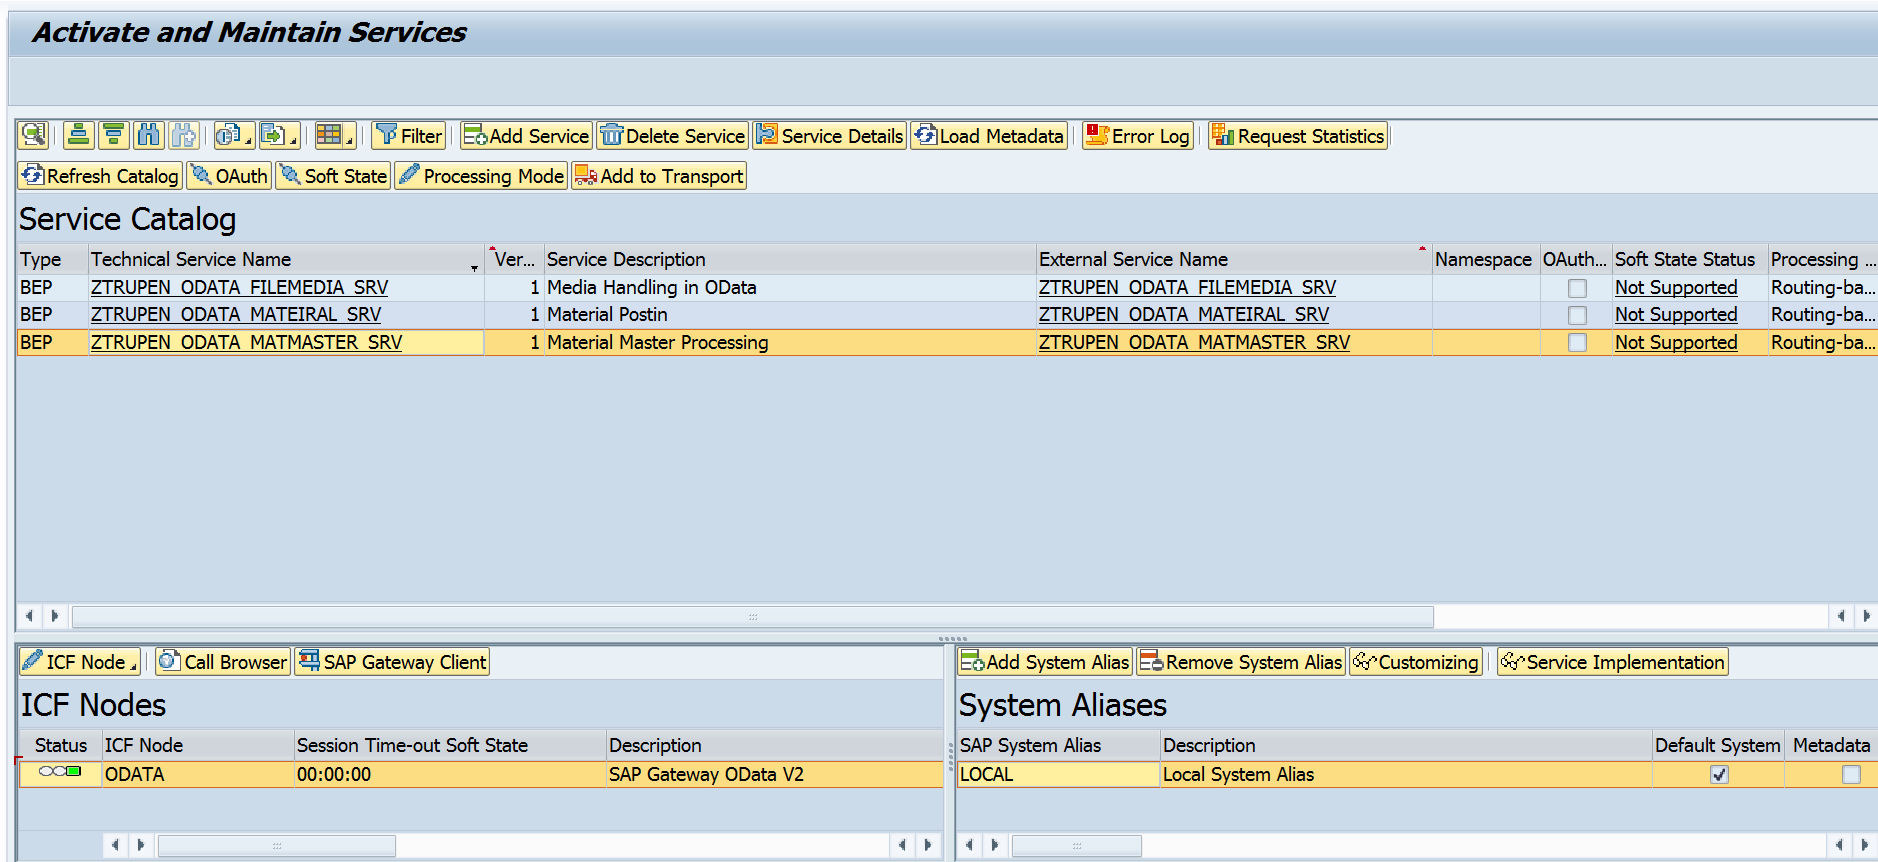 Activate and Maintain Services
Filter Add Service Delete Service Service Details Load Metadata Error Log Request Statistics
Refresh Catalog OAuth Soft State Processing Mode Add to Transport
Service Catalog
Type Technical Service Name Ver... Service Description External Service Name Namespace OAuth... Soft State Status Processing ...
BEP ZTRUPEN_ODATA_FILEMEDIA_SRV 1 Media Handling in OData ZTRUPEN_ODATA_FILEMEDIA_SRV Not Supported Routing-ba...
BEP ZTRUPEN_ODATA_MATEIRAL_SRV 1 Material Postin ZTRUPEN_ODATA_MATEIRAL_SRV Not Supported Routing-ba...
BEP ZTRUPEN_ODATA_MATMASTER_SRV 1 Material Master Processing ZTRUPEN_ODATA_MATMASTER_SRV Not Supported Routing-ba...
ICF Node Call Browser SAP Gateway Client
ICF Nodes
Status ICF Node Session Time-out Soft State Description
ODATA 00:00:00 SAP Gateway OData V2
Add System Alias Remove System Alias Customizing Service Implementation
System Aliases
SAP System Alias Description Default System Metadata
LOCAL Local System Alias